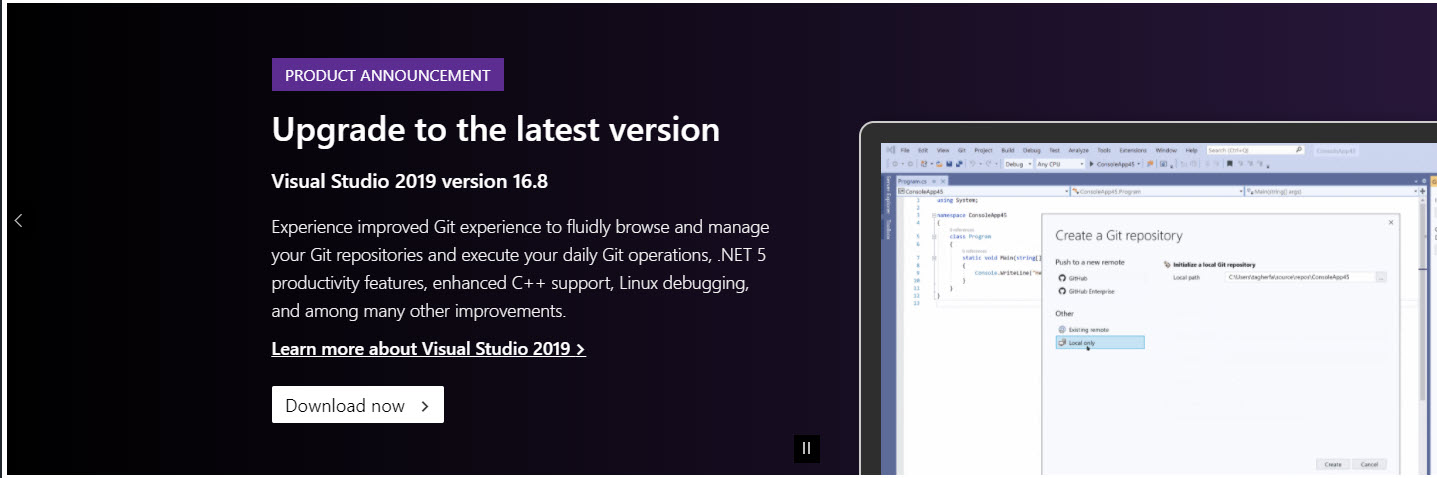 PRODUCT ANNOUNCEMENT
Upgrade to the latest version
Visual Studio 2019 version 16.8
Experience improved Git experience to fluidly browse and manage
your Git repositories and execute your daily Git operations, .NET 5
productivity features, enhanced C++ support, Linux debugging,
and among many other improvements.
Learn more about Visual Studio 2019
Download now
File Edit View Git Project Build Debug Test Analyze Tools Extensions Window Help Search (Ctrl+Q) ConsoleApp45
Debug Any CPU ConsoleApp45
Server Explorer
Toolbox
Program.cs
ConsoleApp45 ConsoleApp45.Program Main(string[] args)
1 using System;
2
3 namespace ConsoleApp45
4 {
0 references
5 class Program
6 {
0 references
7 static void Main(string[]
8 {
9 Console.WriteLine("He
10 }
11 }
12 }
13
Create a Git repository
Push to a new remote
GitHub
GitHub Enterprise
Other
Existing remote
Local only
Initialize a local Git repository
Local path C:\Users\tagherfa\source\repos\ConsoleApp45 ...
Create Cancel